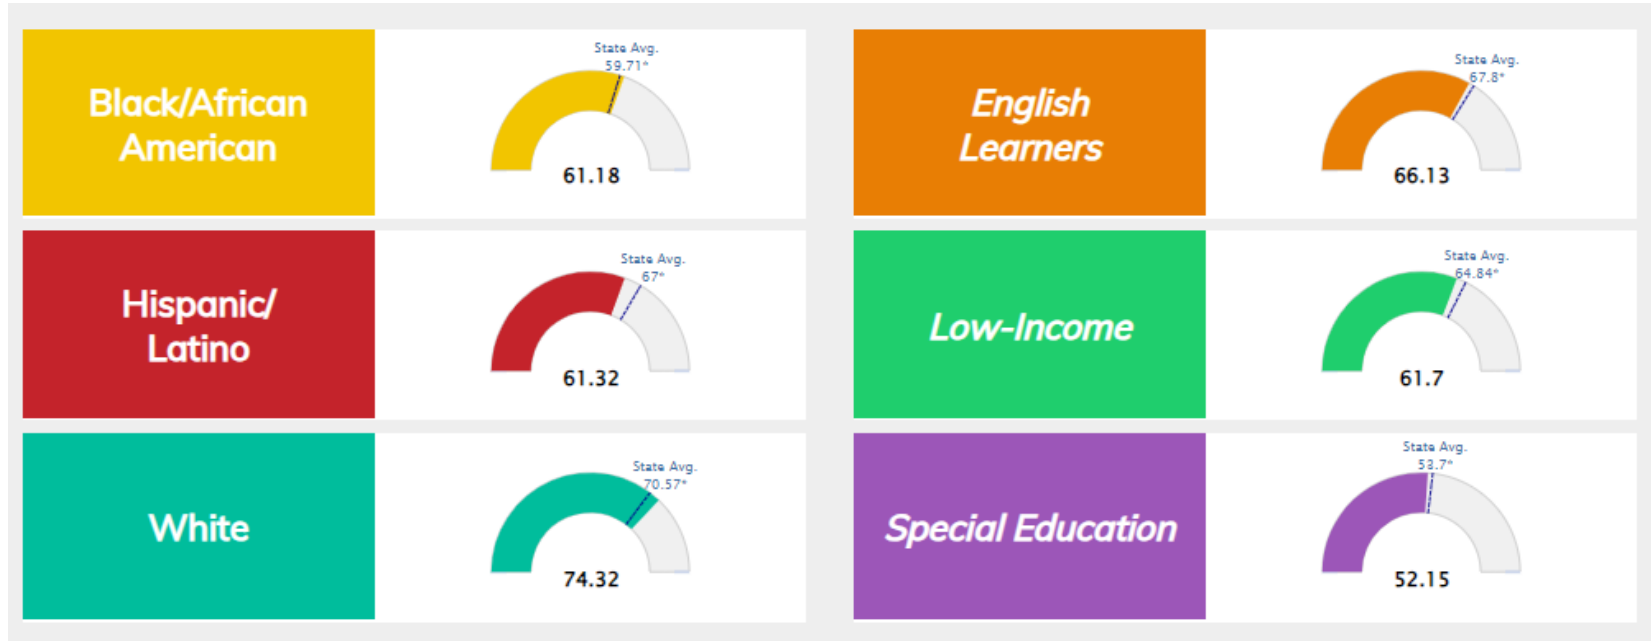 Black/African
American
State Avg.
59.71*
61.18
English
Learners
State Avg.
67.8*
66.13
Hispanic/
Latino
State Avg.
67*
61.32
Low-Income
State Avg.
64.84*
61.7
White
State Avg.
70.57*
74.32
Special Education
State Avg.
53.7*
52.15